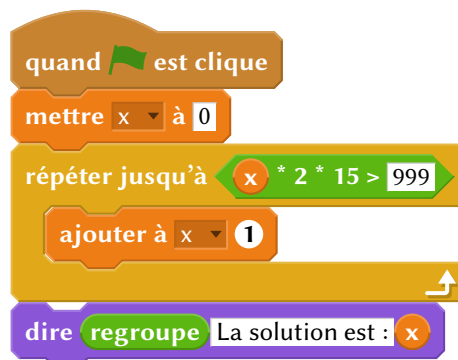 quand est clique
mettre x à 0
répéter jusqu'à x * 2 * 15 > 999
ajouter à x 1
dire regroupe La solution est : x